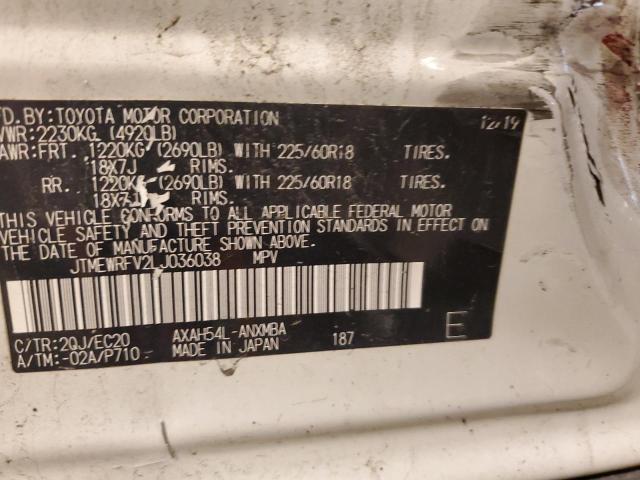 FD.BY:TOYOTA MOTOR CORPORATION 12/19
VWR:2230KG (4920LB)
AWR:FRT. 1220KG (2690LB) WITH 225/60R18 TIRES.
18X7J RIMS.
RR. 1220KG (2690LB) WITH 225/60R18 TIRES.
18X7J RIMS.
THIS VEHICLE CONFORMS TO ALL APPLICABLE FEDERAL MOTOR
VEHICLE SAFETY AND THEFT PREVENTION STANDARDS IN EFFECT ON
THE DATE OF MANUFACTURE SHOWN ABOVE.
JTMEWRFV2LJ036038 MPV
C/TR:2QJ/EC20 AXAH54L-ANXMBA 187 E
A/TM:-02A/P710 MADE IN JAPAN